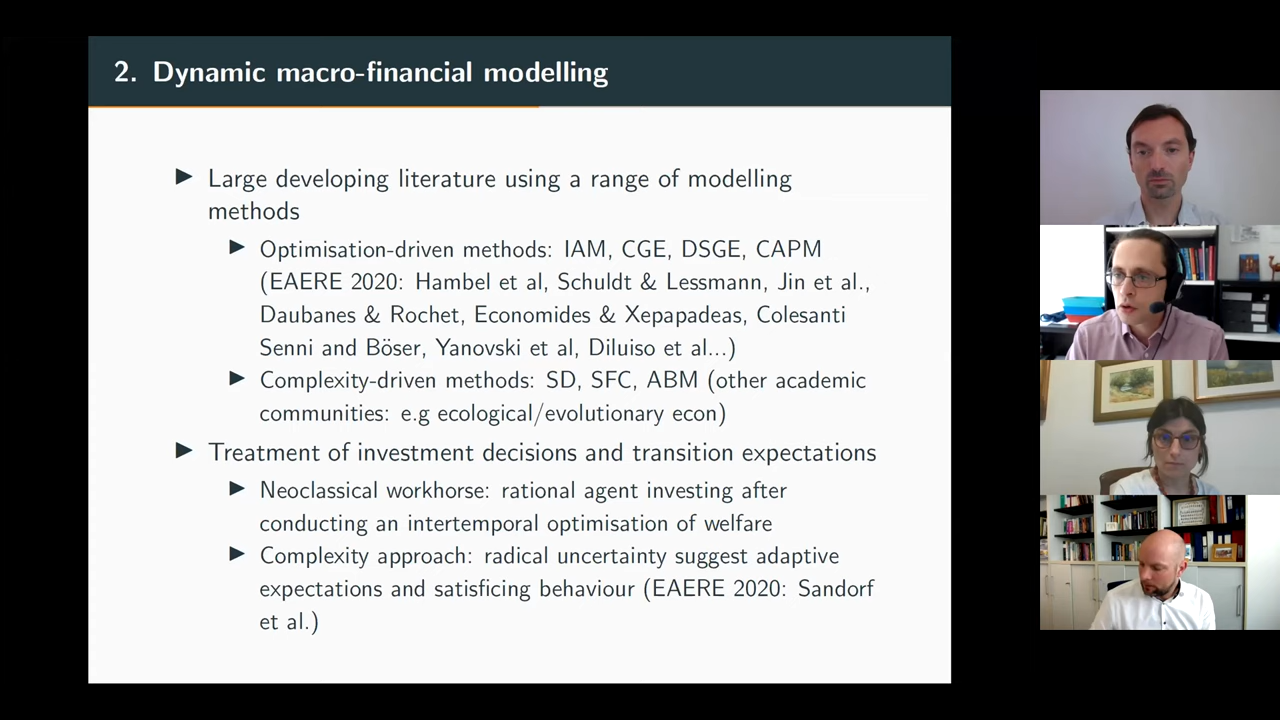 2. Dynamic macro-financial modelling
▶ Large developing literature using a range of modelling
methods
▶ Optimisation-driven methods: IAM, CGE, DSGE, CAPM
(EAERE 2020: Hambel et al, Schuldt & Lessmann, Jin et al.,
Daubanes & Rochet, Economides & Xepapadeas, Colesanti
Senni and Böser, Yanovski et al, Diluiso et al...)
▶ Complexity-driven methods: SD, SFC, ABM (other academic
communities: e.g ecological/evolutionary econ)
▶ Treatment of investment decisions and transition expectations
▶ Neoclassical workhorse: rational agent investing after
conducting an intertemporal optimisation of welfare
▶ Complexity approach: radical uncertainty suggest adaptive
expectations and satisficing behaviour (EAERE 2020: Sandorf
et al.)